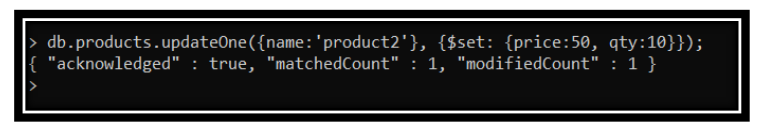 > db.products.updateOne({name:'product2'}, {$set: {price:50, qty:10}});
{ "acknowledged" : true, "matchedCount" : 1, "modifiedCount" : 1 }
>